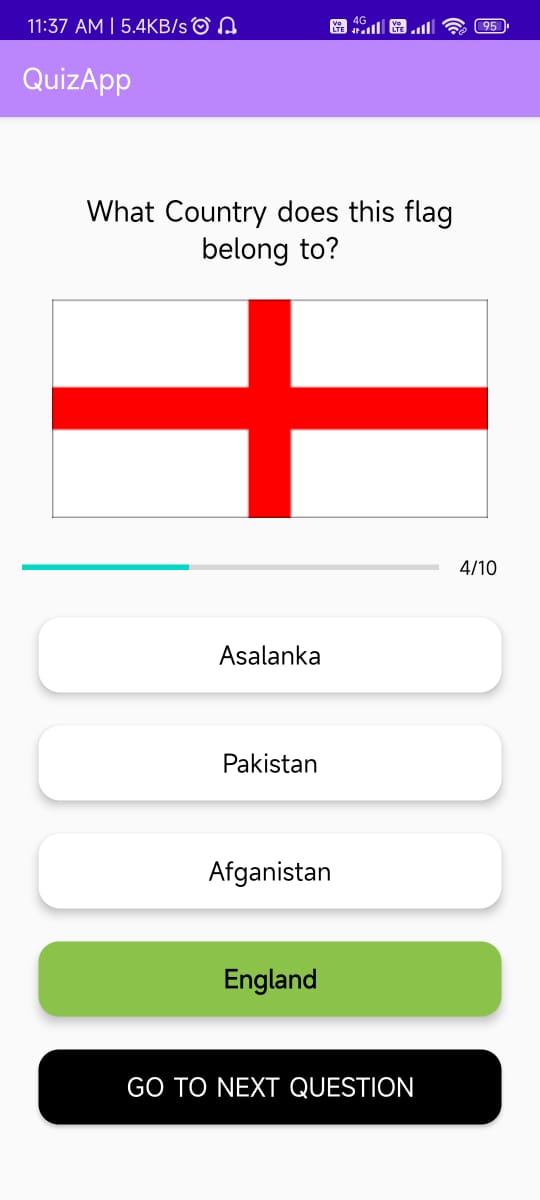 11:37 AM | 5.4KB/s
Vo LTE 4G Vo LTE 95
QuizApp
What Country does this flag
belong to?
4/10
Asalanka
Pakistan
Afganistan
England
GO TO NEXT QUESTION